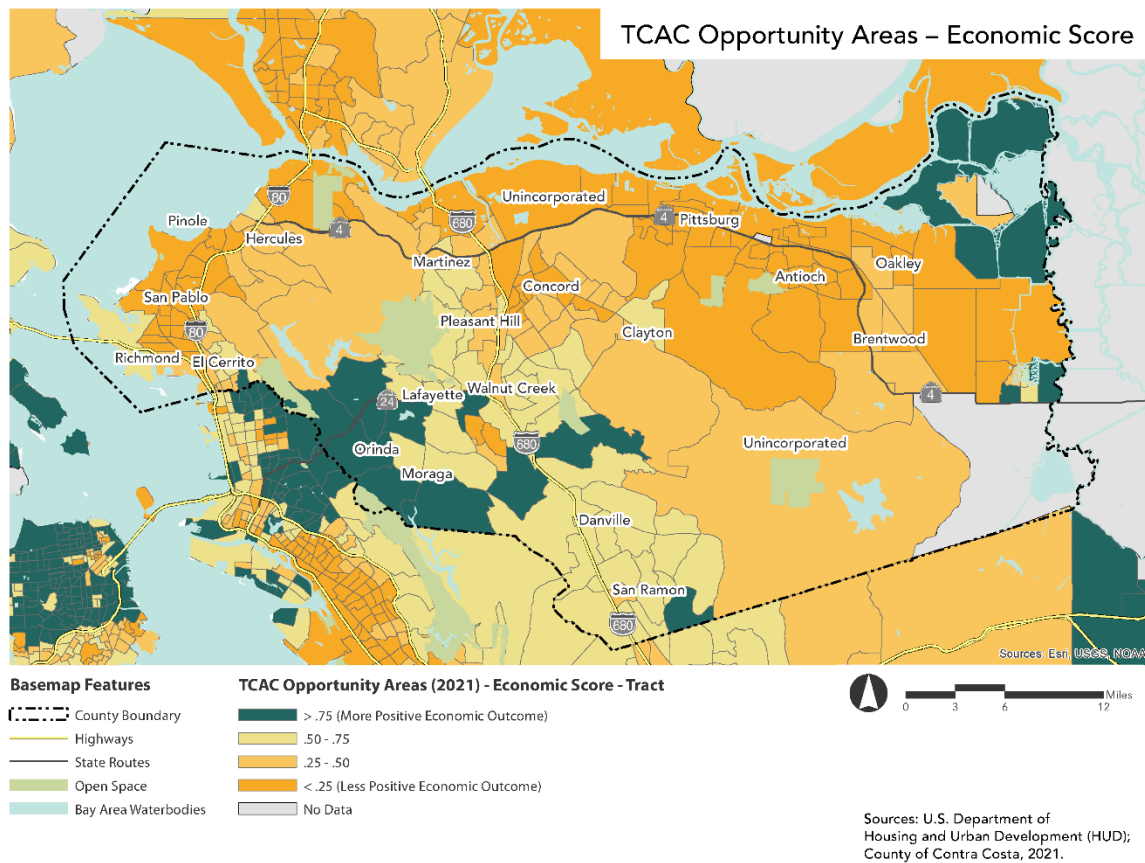 TCAC Opportunity Areas – Economic Score
80
Unincorporated
Pinole
680
4
Pittsburg
4
Hercules
Martinez
Oakley
Antioch
San Pablo
Concord
80
Pleasant Hill
Clayton
Brentwood
Richmond
El Cerrito
Walnut Creek
Lafayette
4
24
Orinda
680
Unincorporated
Moraga
Danville
San Ramon
680
Sources: Esri, USGS, NOAA
Basemap Features
County Boundary
Highways
State Routes
Open Space
Bay Area Waterbodies
TCAC Opportunity Areas (2021) - Economic Score - Tract
> .75 (More Positive Economic Outcome)
.50 - .75
.25 - .50
< .25 (Less Positive Economic Outcome)
No Data
Miles
0 3 6 12
Sources: U.S. Department of
Housing and Urban Development (HUD);
County of Contra Costa, 2021.